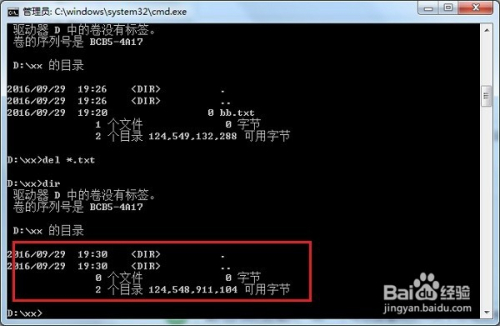 管理员: C:\windows\system32\cmd.exe
驱动器 D 中的卷没有标签。
卷的序列号是 BCB5-4A17
D:\xx 的目录
2016/09/29 19:26 <DIR> .
2016/09/29 19:26 <DIR> ..
2016/09/29 19:20 0 bb.txt
1 个文件 0 字节
2 个目录 124,549,132,288 可用字节
D:\xx>del *.txt
D:\xx>dir
驱动器 D 中的卷没有标签。
卷的序列号是 BCB5-4A17
D:\xx 的目录
2016/09/29 19:30 <DIR> .
2016/09/29 19:30 <DIR> ..
0 个文件 0 字节
2 个目录 124,548,911,104 可用字节
D:\xx>
Baidu 经验
jingyan.baidu.com